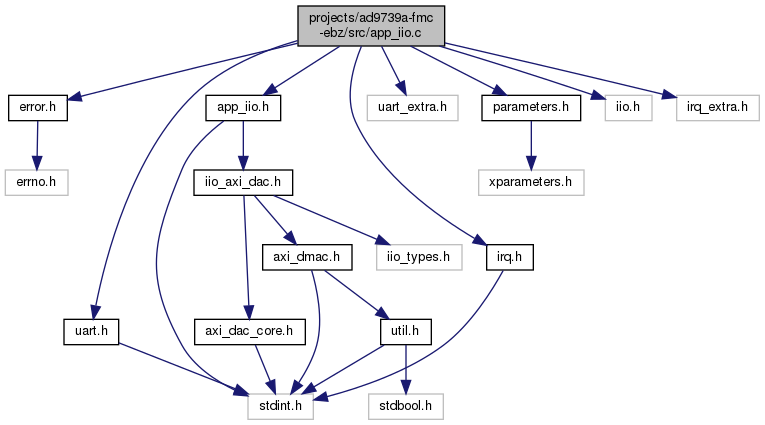 projects/ad9739a-fmc
-ebz/src/app_iio.c
error.h
app_iio.h
uart_extra.h
parameters.h
iio.h
irq_extra.h
errno.h
iio_axi_dac.h
xparameters.h
axi_dmac.h
iio_types.h
irq.h
uart.h
axi_dac_core.h
util.h
stdint.h
stdbool.h